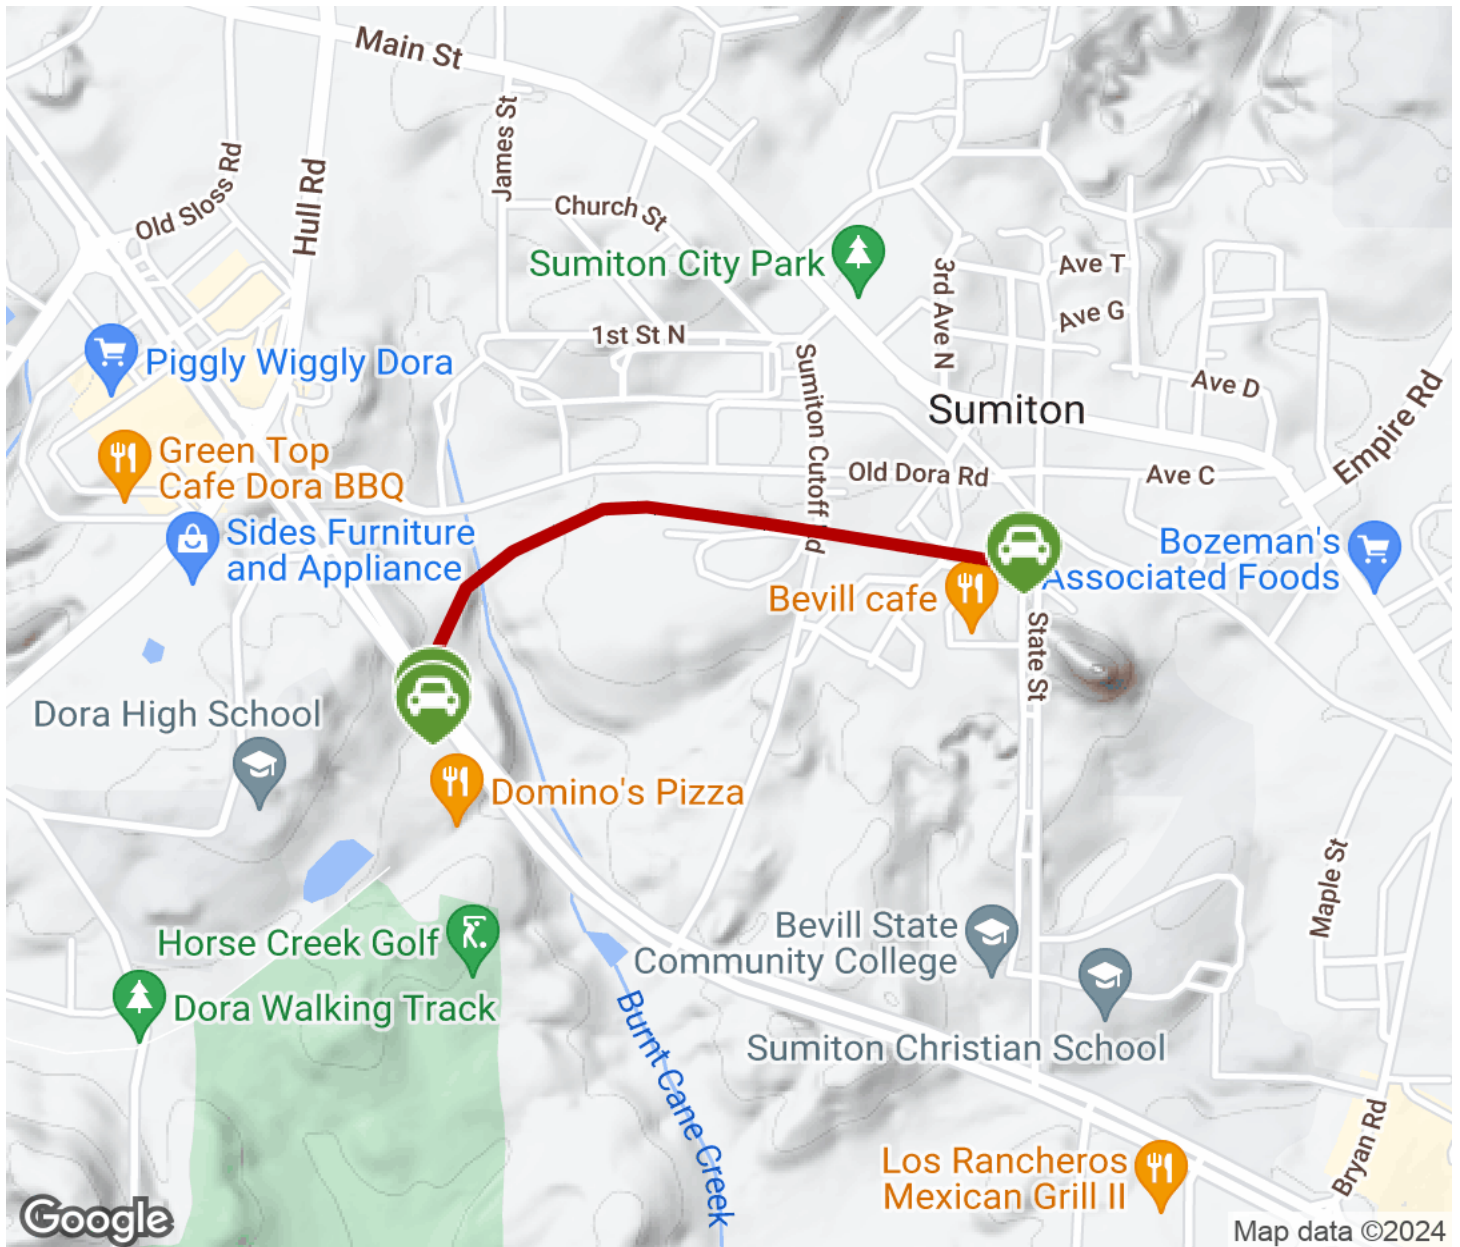 Main St
James St
Old Sloss Rd
Hull Rd
Church St
Sumiton City Park
3rd Ave N
Ave T
Ave G
1st St N
Piggly Wiggly Dora
Sumiton Cutoff
Ave D
Sumiton
Empire Rd
Green Top
Cafe Dora BBQ
Old Dora Rd
Ave C
Sides Furniture
and Appliance
Bozeman's
Associated Foods
Bevill cafe
State St
Dora High School
Domino's Pizza
Maple St
Bevill State
Community College
Horse Creek Golf
Dora Walking Track
Burnt Cane Creek
Sumiton Christian School
Bryan Rd
Los Rancheros
Mexican Grill II
Google
Map data ©2024